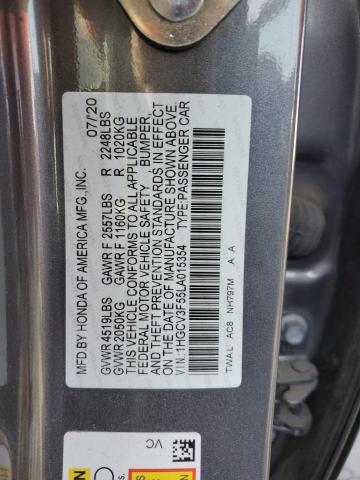 MFD BY HONDA OF AMERICA MFG., INC. 07/20
GVWR 4519LBS GAWR F 2557LBS R 2248LBS
GVWR 2050KG GAWR F 1160KG R 1020KG
THIS VEHICLE CONFORMS TO ALL APPLICABLE
FEDERAL MOTOR VEHICLE SAFETY, BUMPER,
AND THEFT PREVENTION STANDARDS IN EFFECT
ON THE DATE OF MANUFACTURE SHOWN ABOVE.
V.I.N: 1HGCV3F55LA015354 TYPE: PASSENGER CAR
TWAL AC8 NH797M A A
VC